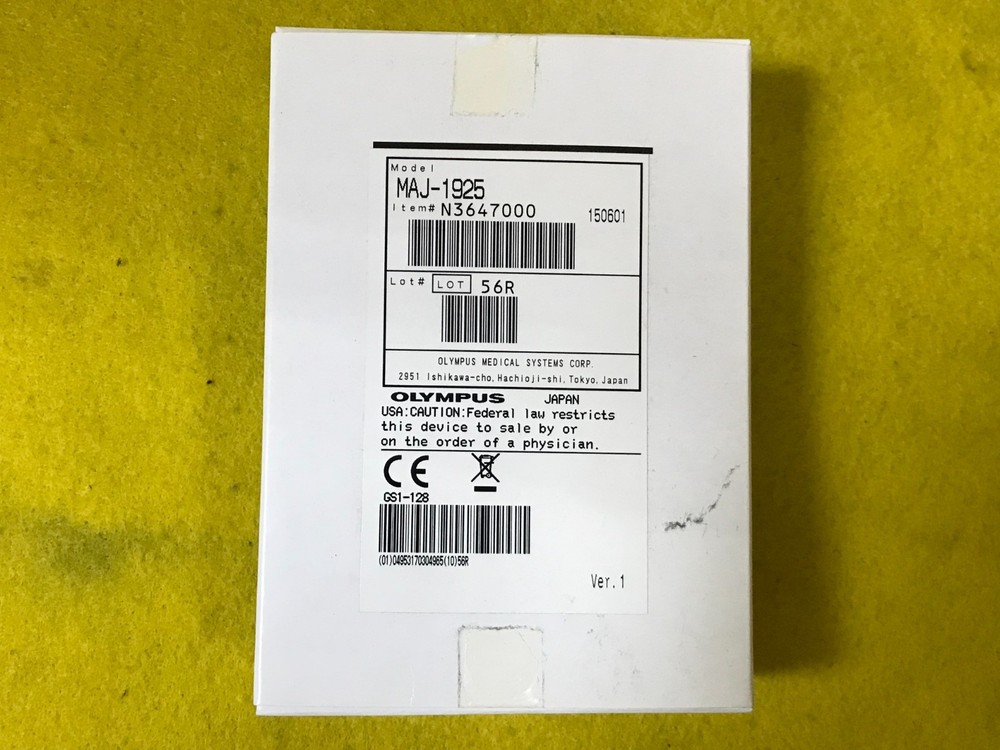 Model
MAJ-1925
Item# N3647000 150601
Lot# LOT 56R
OLYMPUS MEDICAL SYSTEMS CORP.
2951 Ishikawa-cho, Hachioji-shi, Tokyo, Japan
OLYMPUS JAPAN
USA:CAUTION:Federal law restricts
this device to sale by or
on the order of a physician.
CE
GS1-128
(01)04953170304965(10)56R
Ver.1